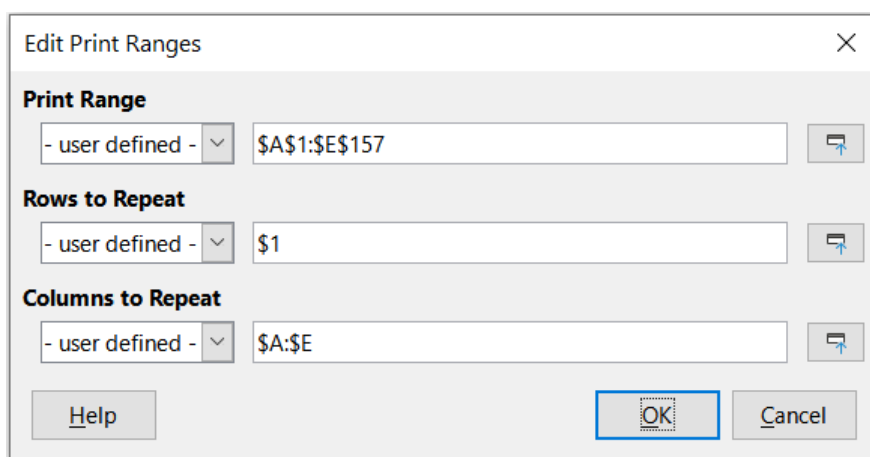 Edit Print Ranges
Print Range
- user defined - $A$1:$E$157
Rows to Repeat
- user defined - $1
Columns to Repeat
- user defined - $A:$E
Help OK Cancel